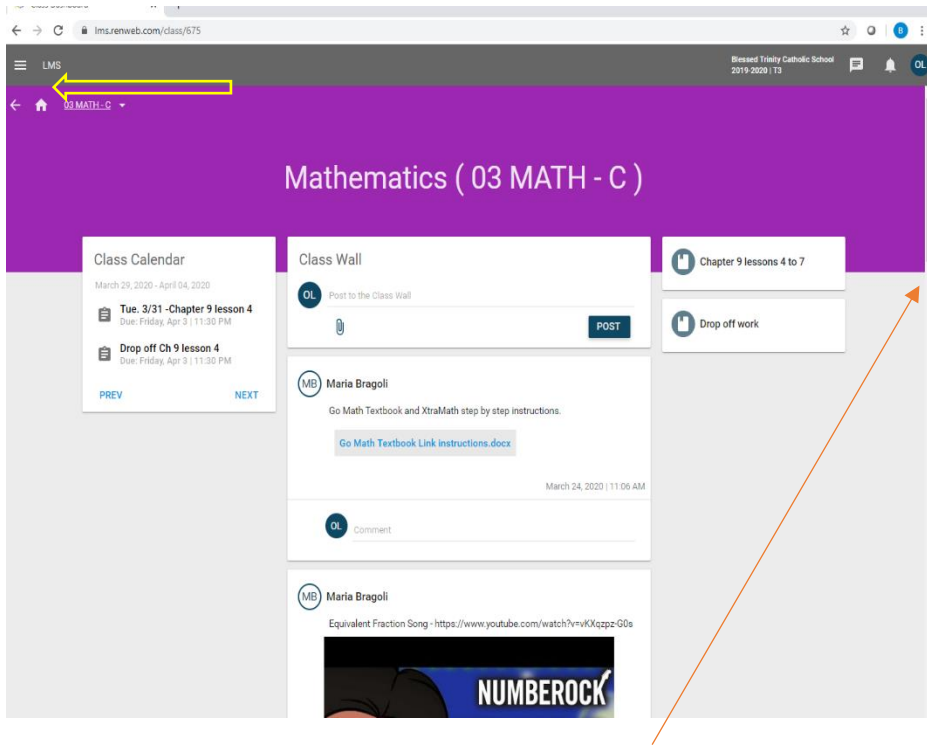 lms.renweb.com/class/675
B
LMS
Blessed Trinity Catholic School
2019-2020 | T3
OL
03 MATH - C
Mathematics ( 03 MATH - C )
Class Calendar
March 29, 2020 - April 04, 2020
Tue. 3/31 -Chapter 9 lesson 4
Due: Friday, Apr 3 | 11:30 PM
Drop off Ch 9 lesson 4
Due: Friday, Apr 3 | 11:30 PM
PREV NEXT
Class Wall
OL Post to the Class Wall
POST
MB Maria Bragoli
Go Math Textbook and XtraMath step by step instructions.
Go Math Textbook Link instructions.docx
March 24, 2020 | 11:06 AM
OL Comment
MB Maria Bragoli
Equivalent Fraction Song - https://www.youtube.com/watch?v=vKXqzpz-G0s
NUMBEROCK
Chapter 9 lessons 4 to 7
Drop off work